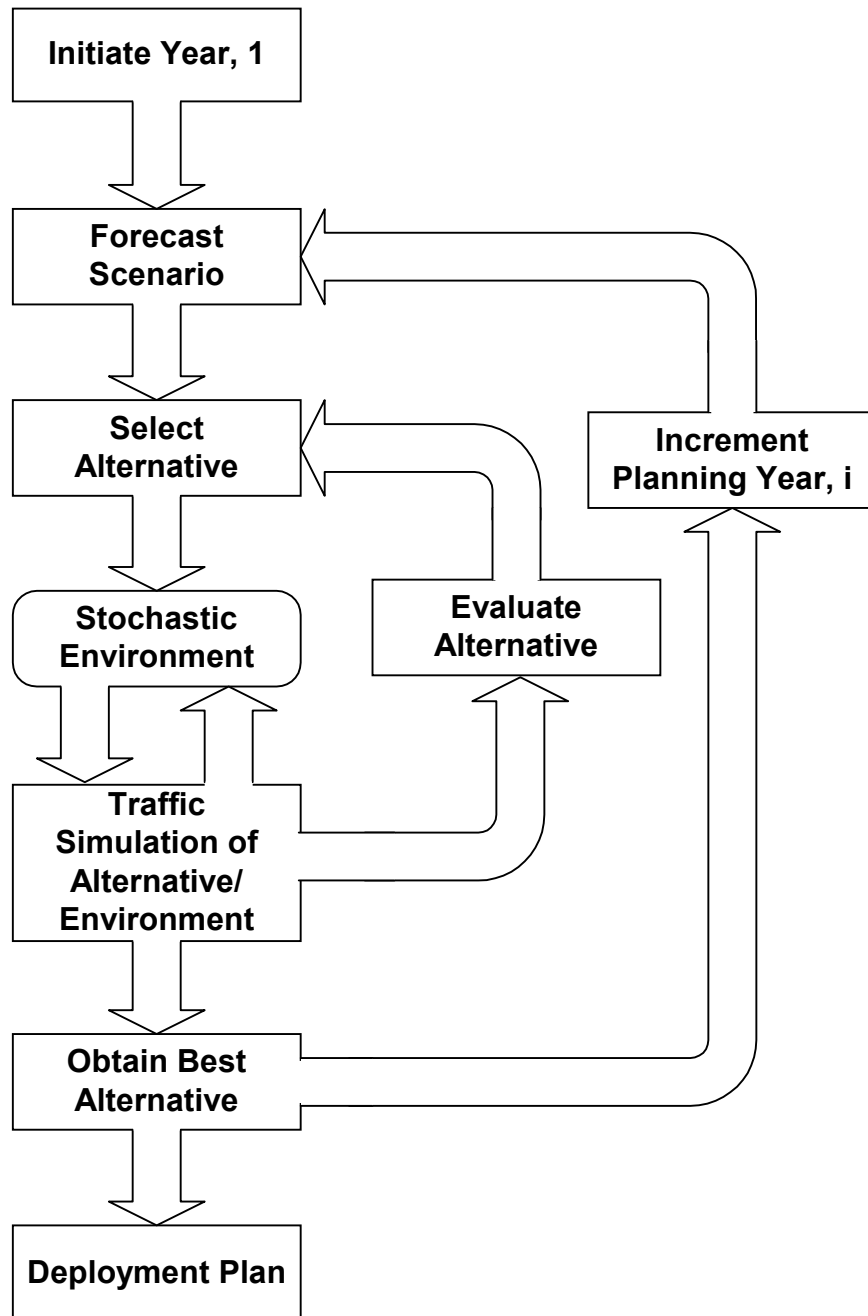 Initiate Year, 1
Forecast
Scenario
Select
Alternative
Increment
Planning Year, i
Stochastic
Environment
Evaluate
Alternative
Traffic
Simulation of
Alternative/
Environment
Obtain Best
Alternative
Deployment Plan